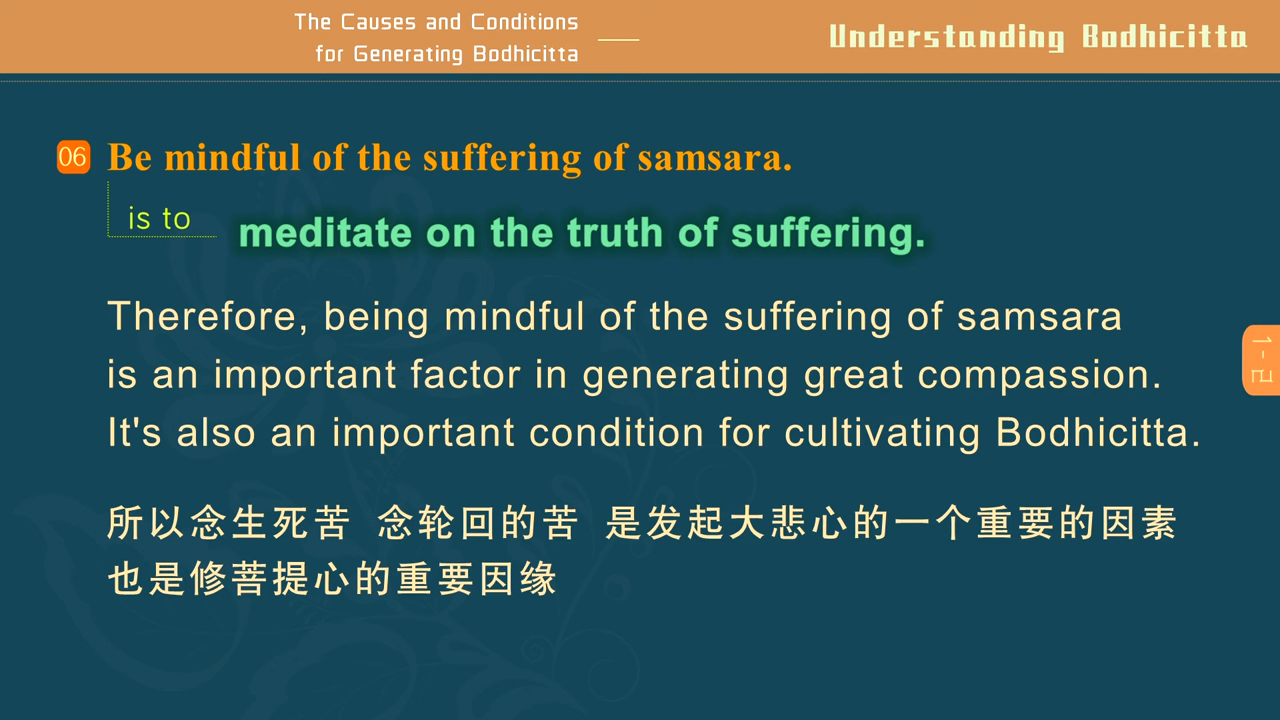 The Causes and Conditions
for Generating Bodhicitta
Understanding Bodhicitta
06 Be mindful of the suffering of samsara.
is to meditate on the truth of suffering.
Therefore, being mindful of the suffering of samsara
is an important factor in generating great compassion.
It's also an important condition for cultivating Bodhicitta.
所以念生死苦 念轮回的苦 是发起大悲心的一个重要的因素
也是修菩提心的重要因缘